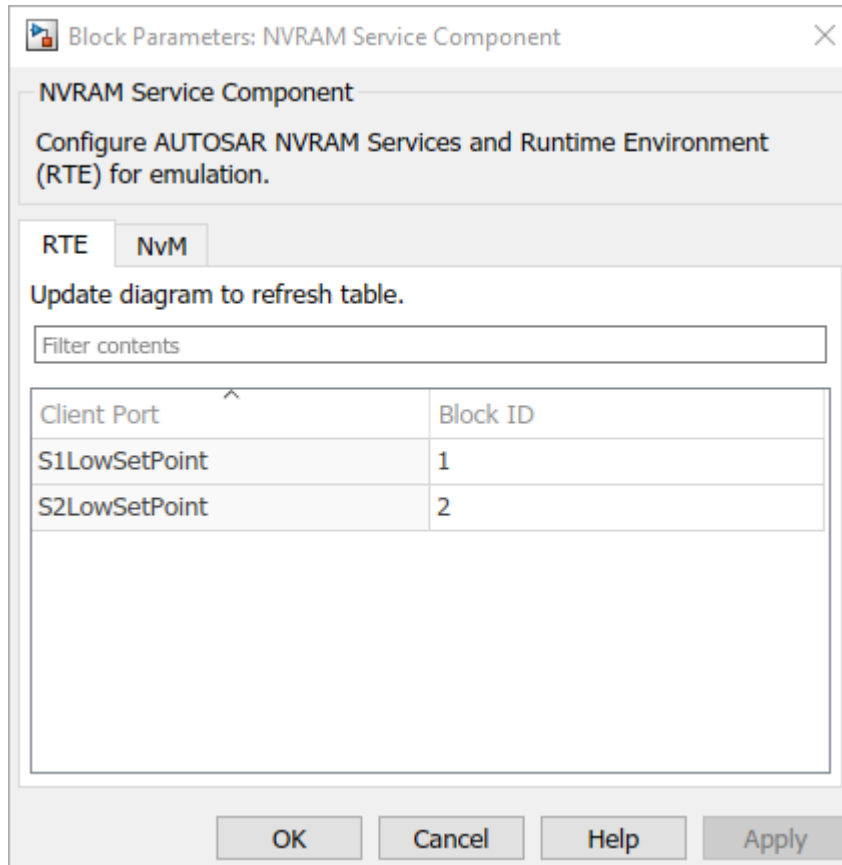 Block Parameters: NVRAM Service Component
NVRAM Service Component
Configure AUTOSAR NVRAM Services and Runtime Environment
(RTE) for emulation.
RTE NvM
Update diagram to refresh table.
Filter contents
Client Port Block ID
S1LowSetPoint 1
S2LowSetPoint 2
OK Cancel Help Apply